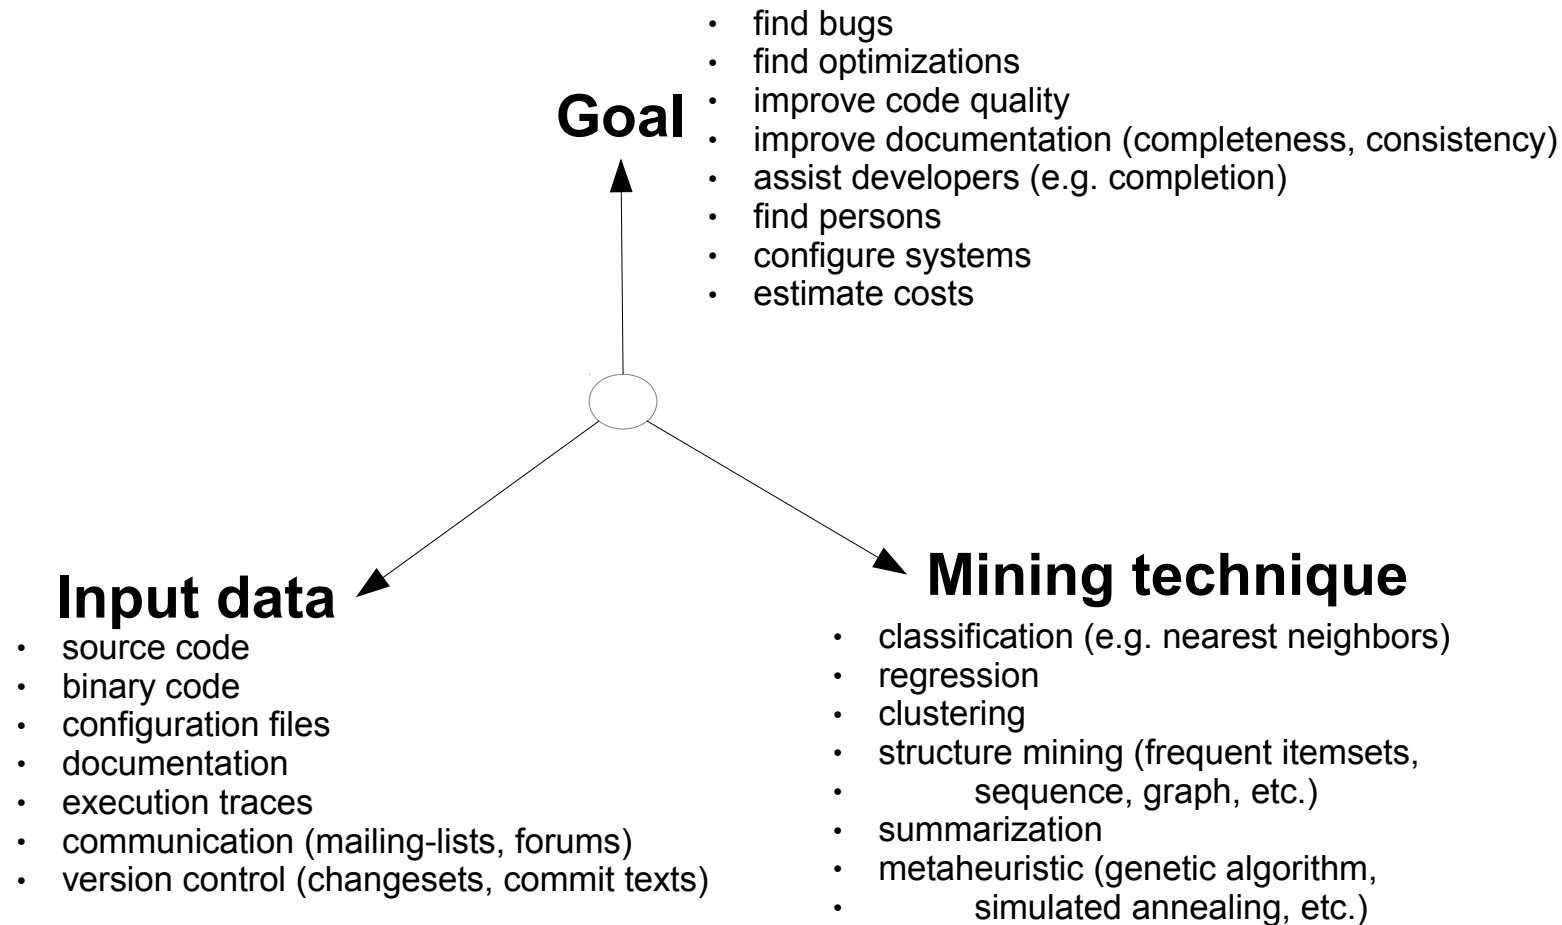 Goal
• find bugs
• find optimizations
• improve code quality
• improve documentation (completeness, consistency)
• assist developers (e.g. completion)
• find persons
• configure systems
• estimate costs
Input data
• source code
• binary code
• configuration files
• documentation
• execution traces
• communication (mailing-lists, forums)
• version control (changesets, commit texts)
Mining technique
• classification (e.g. nearest neighbors)
• regression
• clustering
• structure mining (frequent itemsets,
• sequence, graph, etc.)
• summarization
• metaheuristic (genetic algorithm,
• simulated annealing, etc.)